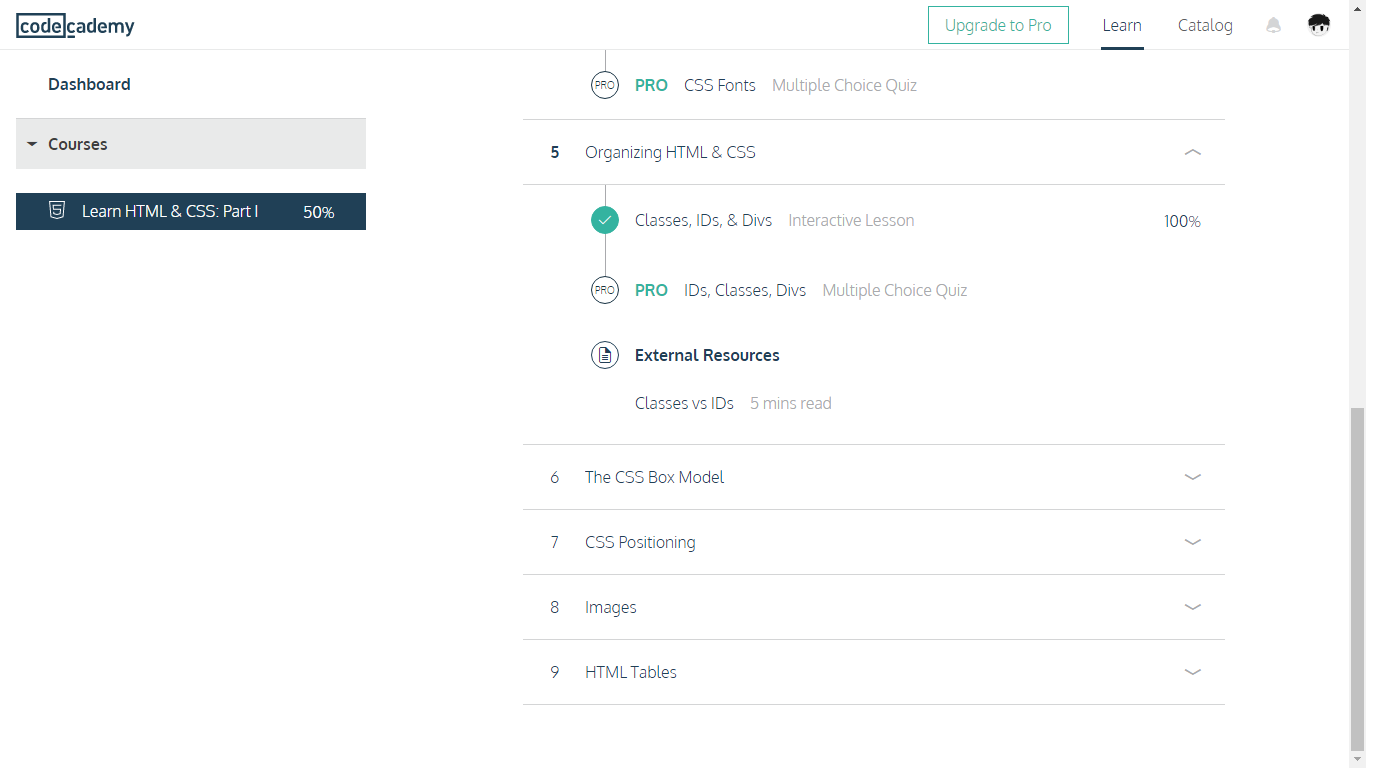 codecademy
Upgrade to Pro
Learn
Catalog
Dashboard
Courses
Learn HTML & CSS: Part I 50%
PRO PRO CSS Fonts Multiple Choice Quiz
5 Organizing HTML & CSS
Classes, IDs, & Divs Interactive Lesson 100%
PRO PRO IDs, Classes, Divs Multiple Choice Quiz
External Resources
Classes vs IDs 5 mins read
6 The CSS Box Model
7 CSS Positioning
8 Images
9 HTML Tables